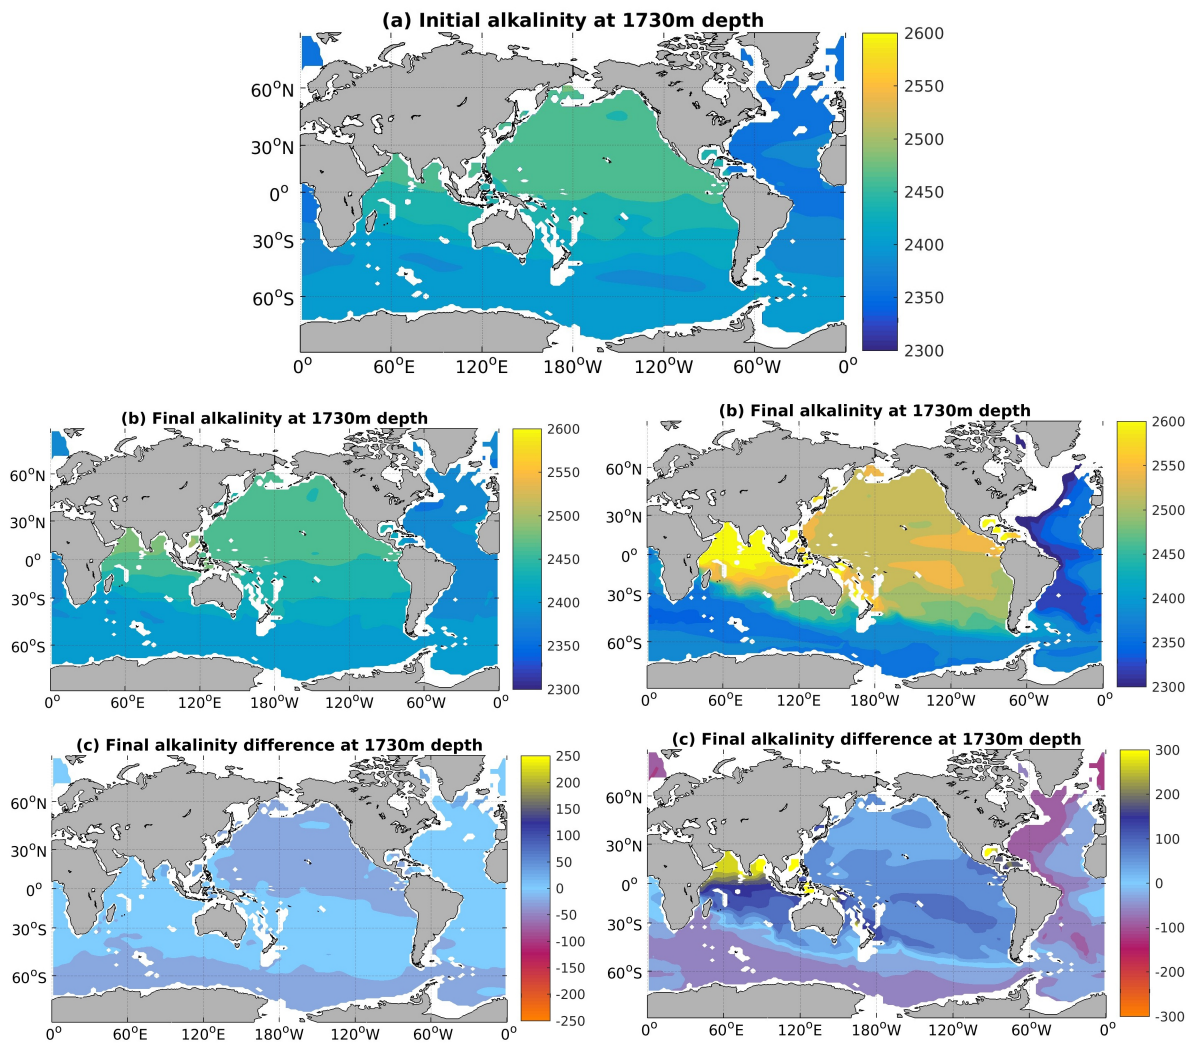 (a) Initial alkalinity at 1730m depth
60°N
30°N
0°
30°S
60°S
0°
60°E
120°E
180°W
120°W
60°W
0°
2600
2550
2500
2450
2400
2350
2300
(b) Final alkalinity at 1730m depth
60°N
30°N
0°
30°S
60°S
0°
60°E
120°E
180°W
120°W
60°W
0°
2600
2550
2500
2450
2400
2350
2300
(b) Final alkalinity at 1730m depth
60°N
30°N
0°
30°S
60°S
0°
60°E
120°E
180°W
120°W
60°W
0°
2600
2550
2500
2450
2400
2350
2300
(c) Final alkalinity difference at 1730m depth
60°N
30°N
0°
30°S
60°S
0°
60°E
120°E
180°W
120°W
60°W
0°
250
200
150
100
50
0
-50
-100
-150
-200
-250
(c) Final alkalinity difference at 1730m depth
60°N
30°N
0°
30°S
60°S
0°
60°E
120°E
180°W
120°W
60°W
0°
300
200
100
0
-100
-200
-300